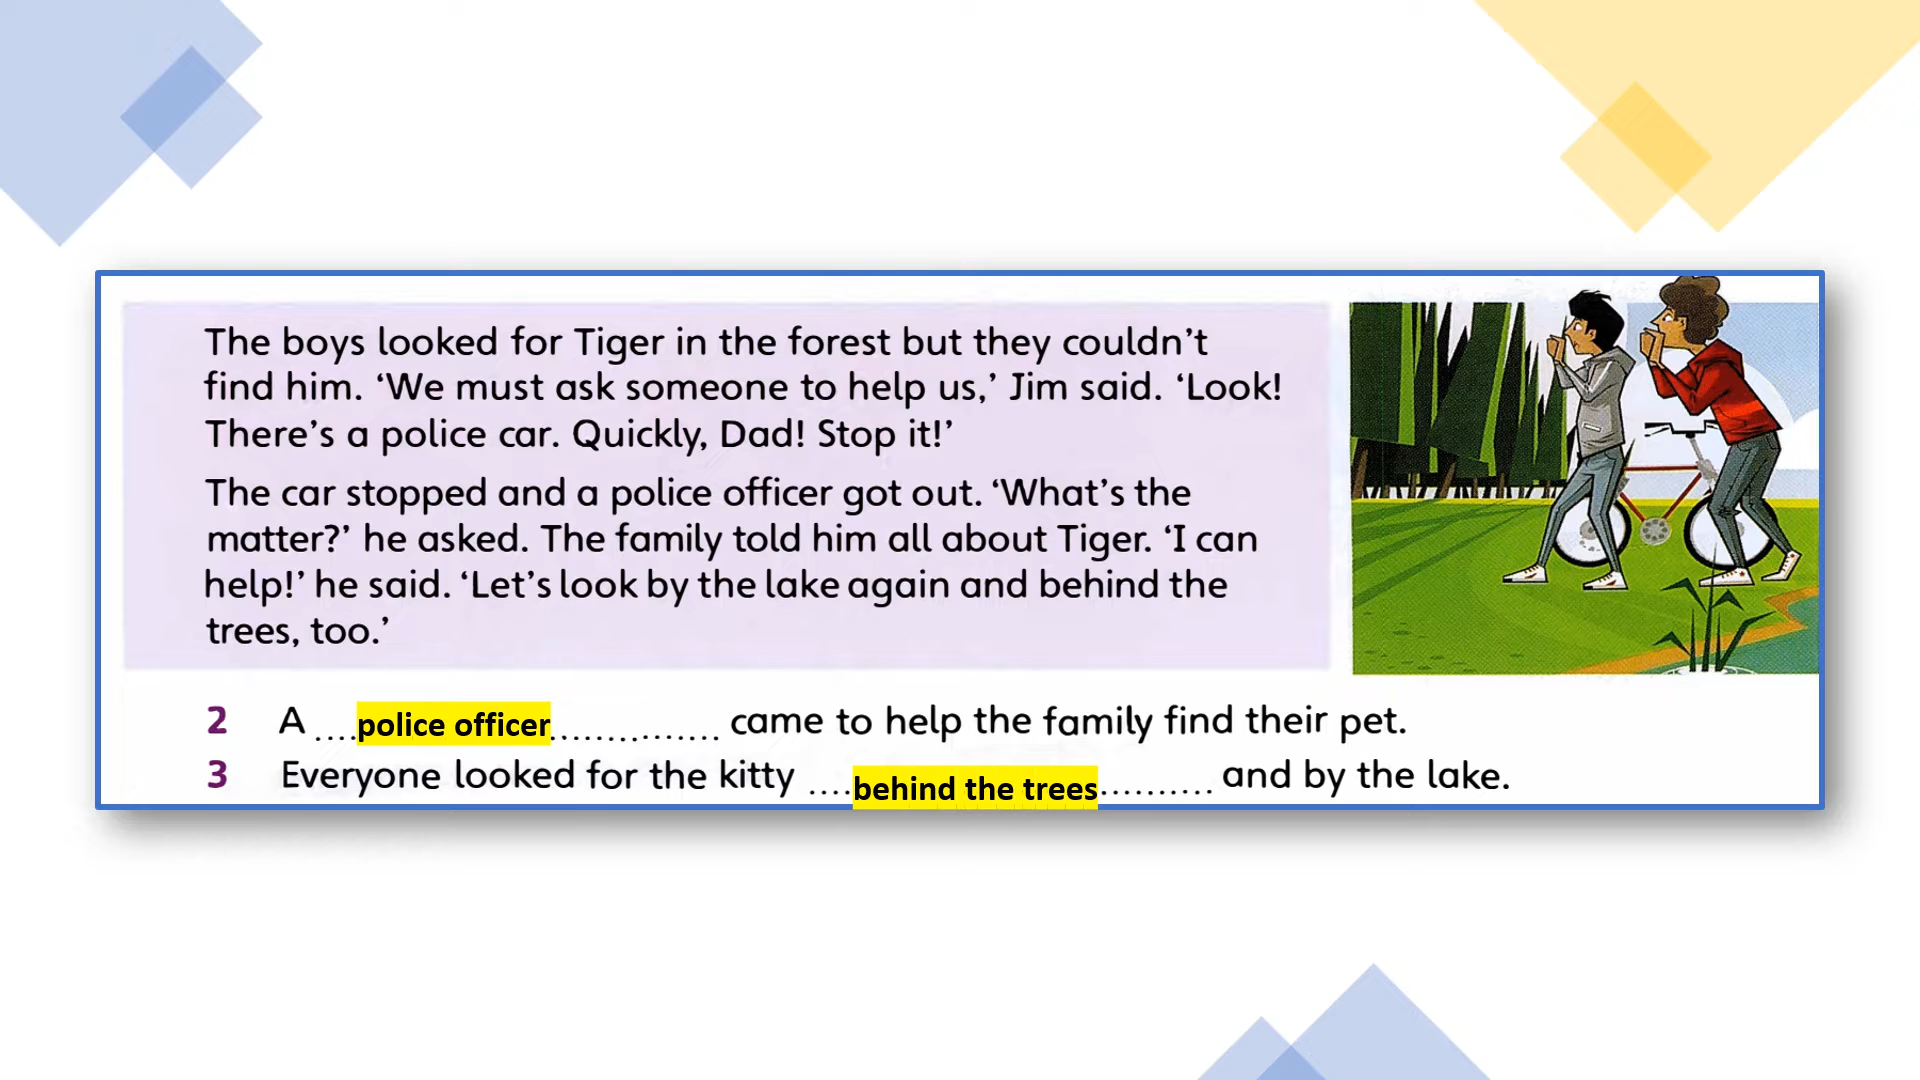 The boys looked for Tiger in the forest but they couldn't
find him. ‘We must ask someone to help us,’ Jim said. ‘Look!
There's a police car. Quickly, Dad! Stop it!’
The car stopped and a police officer got out. ‘What's the
matter?’ he asked. The family told him all about Tiger. ‘I can
help!’ he said. ‘Let's look by the lake again and behind the
trees, too.’
2 A ....police officer............... came to help the family find their pet.
3 Everyone looked for the kitty ....behind the trees.......... and by the lake.